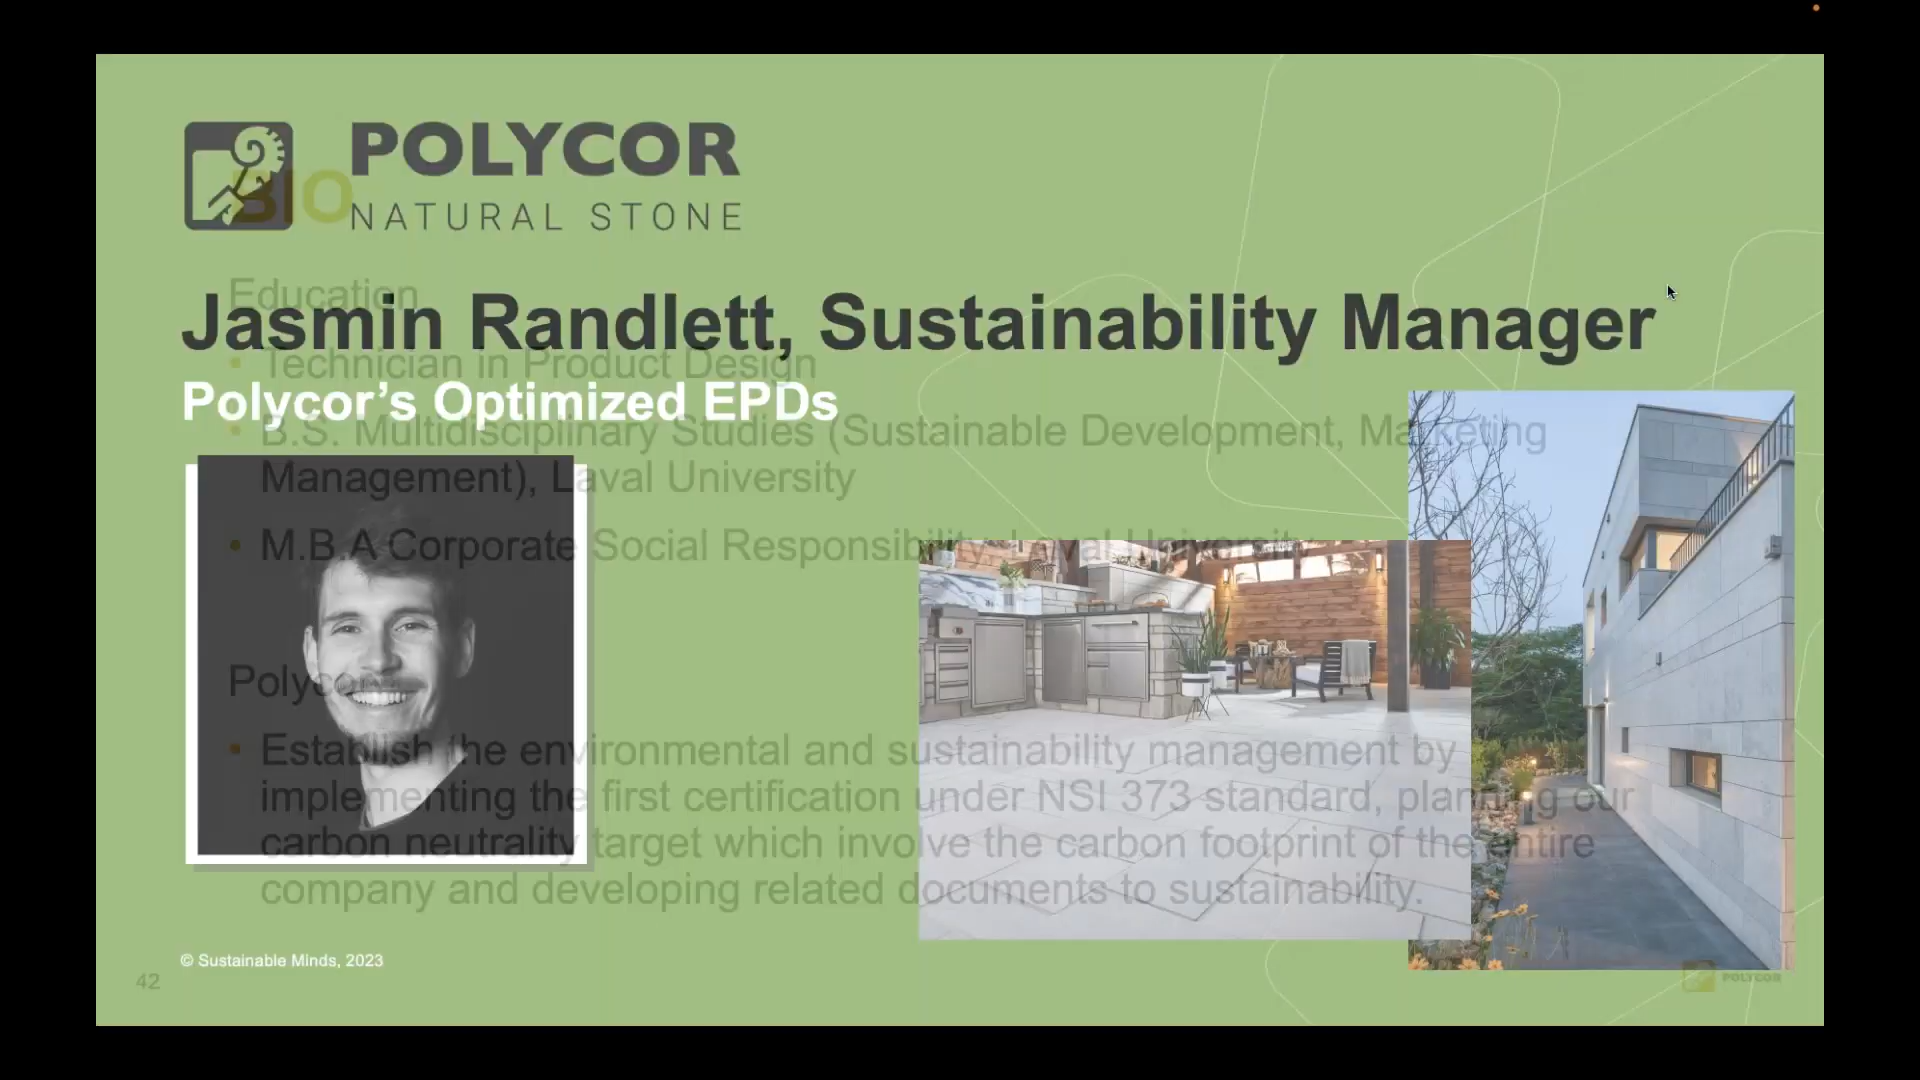 POLYCOR
BIO
NATURAL STONE
Education
Jasmin Randlett, Sustainability Manager
• Technician in Product Design
Polycor’s Optimized EPDs
• B.S. Multidisciplinary Studies (Sustainable Development, Marketing
Management), Laval University
• M.B.A Corporate Social Responsibility, Laval University
• Establish the environmental and sustainability management by
implementing the first certification under NSI 373 standard, planning our
carbon neutrality target which involve the carbon footprint of the entire
company and developing related documents to sustainability.
© Sustainable Minds, 2023
42
POLYCOR